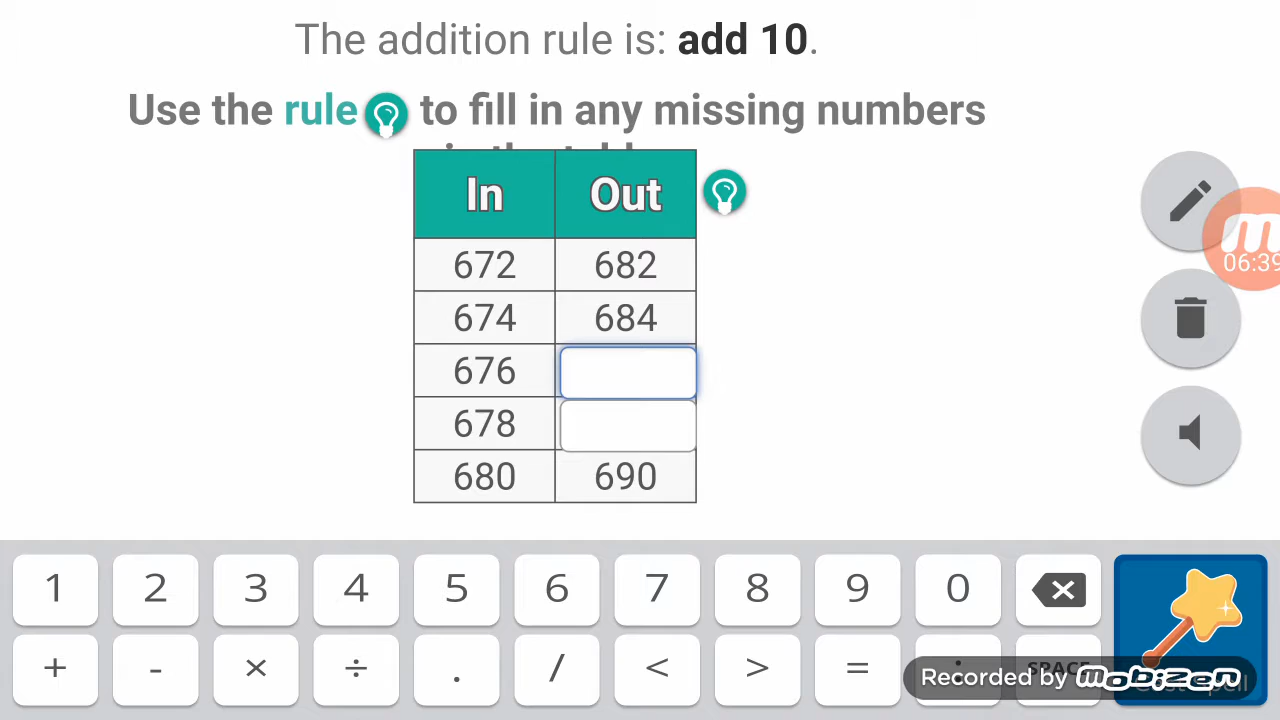 The addition rule is: add 10.
Use the rule to fill in any missing numbers
In Out
672 682
674 684
676
678
680 690
06:39
1 2 3 4 5 6 7 8 9 0
+ - × ÷ . / < > = :
SPACE
Recorded by mobizen